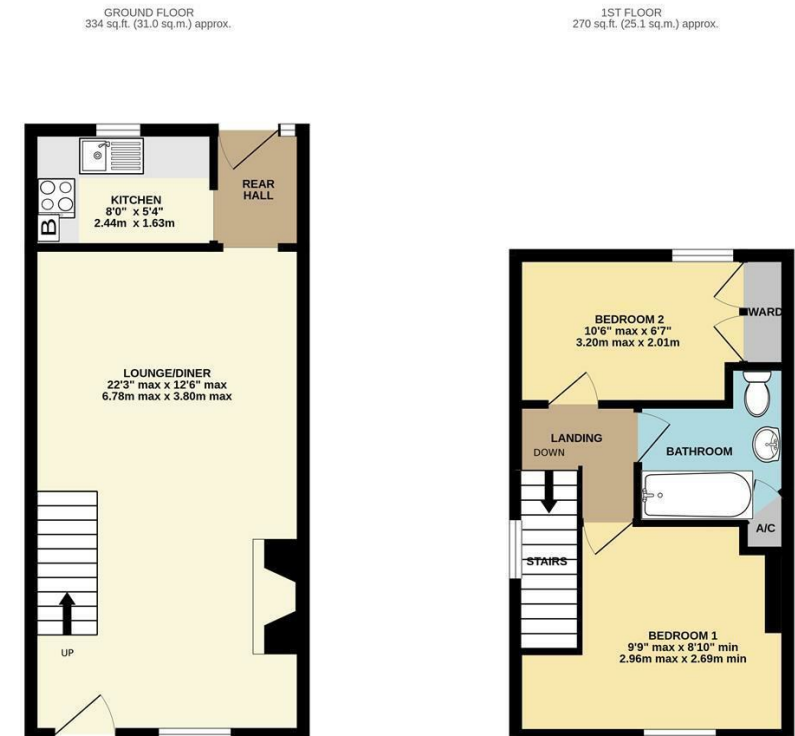 GROUND FLOOR
334 sq.ft. (31.0 sq.m.) approx.
1ST FLOOR
270 sq.ft. (25.1 sq.m.) approx.
KITCHEN
8'0" x 5'4"
2.44m x 1.63m
B
REAR
HALL
LOUNGE/DINER
22'3" max x 12'6" max
6.78m max x 3.80m max
UP
BEDROOM 2
10'6" max x 6'7"
3.20m max x 2.01m
WARD
LANDING
DOWN
BATHROOM
A/C
STAIRS
BEDROOM 1
9'9" max x 8'10" min
2.96m max x 2.69m min